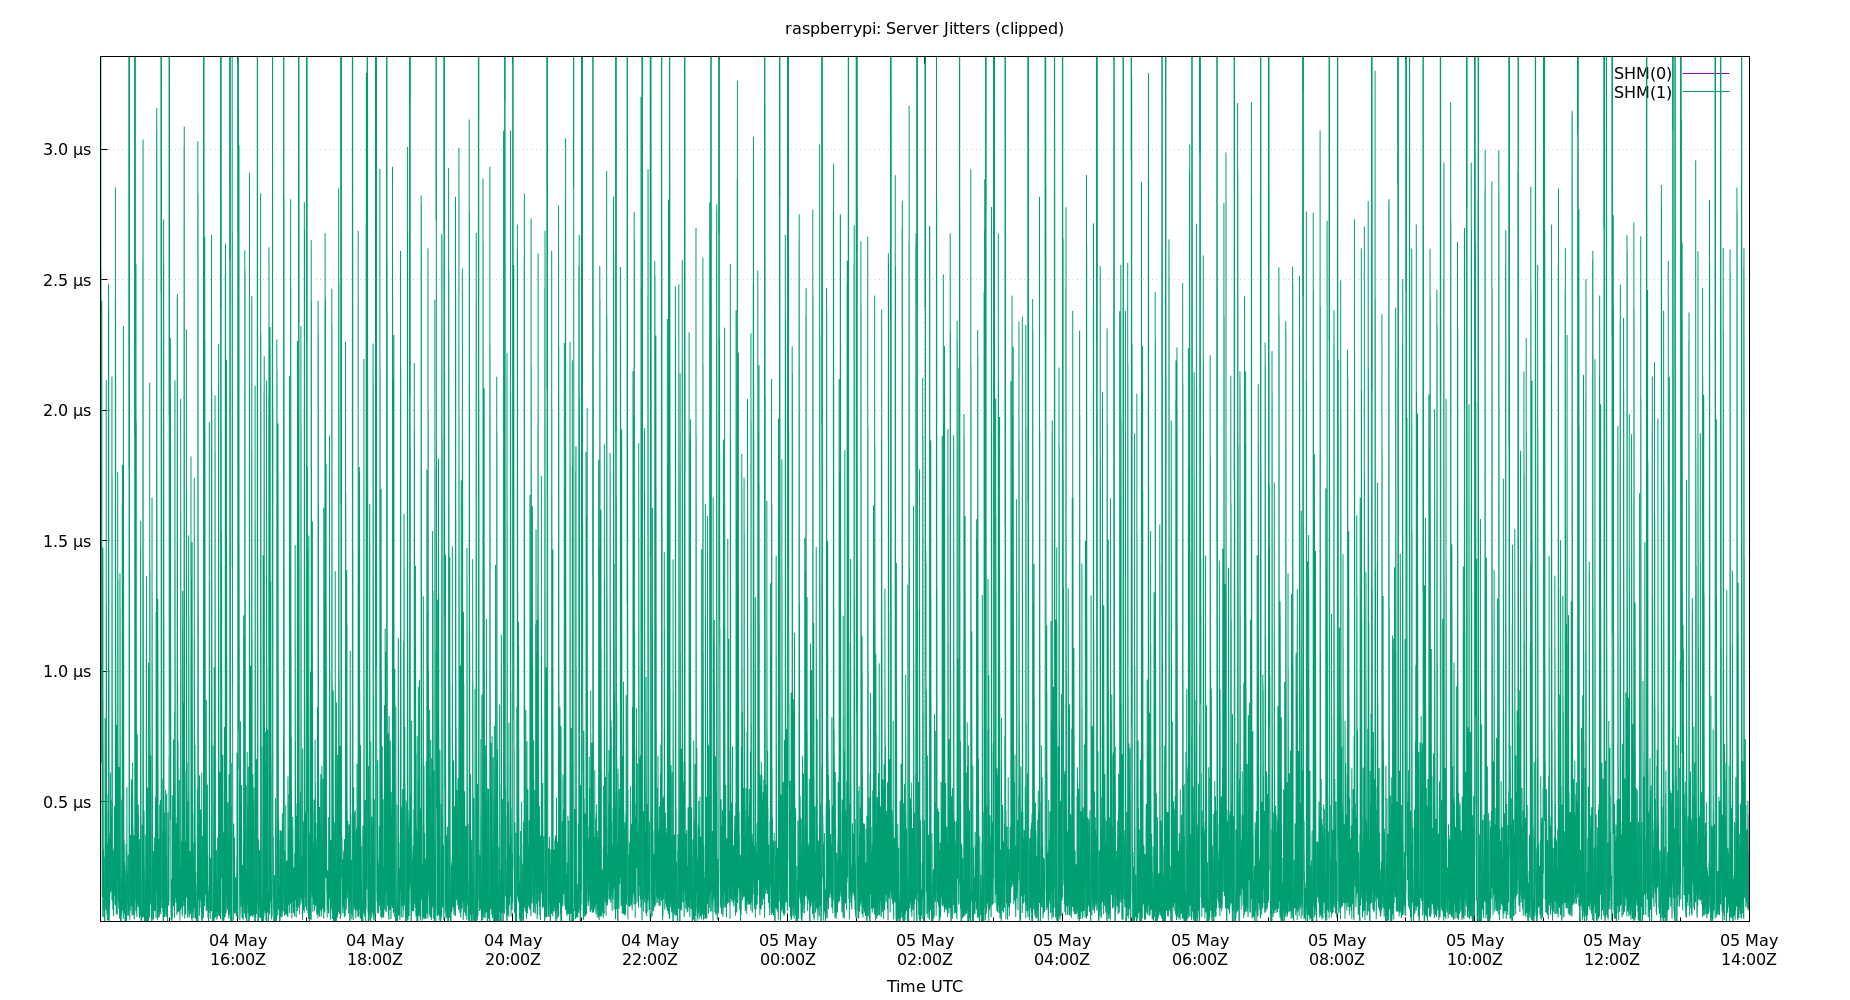 raspberrypi: Server Jitters (clipped)
SHM(0)
SHM(1)
3.0 µs
2.5 µs
2.0 µs
1.5 µs
1.0 µs
0.5 µs
04 May 04 May 04 May 04 May 05 May 05 May 05 May 05 May 05 May 05 May 05 May 05 May
16:00Z 18:00Z 20:00Z 22:00Z 00:00Z 02:00Z 04:00Z 06:00Z 08:00Z 10:00Z 12:00Z 14:00Z
Time UTC